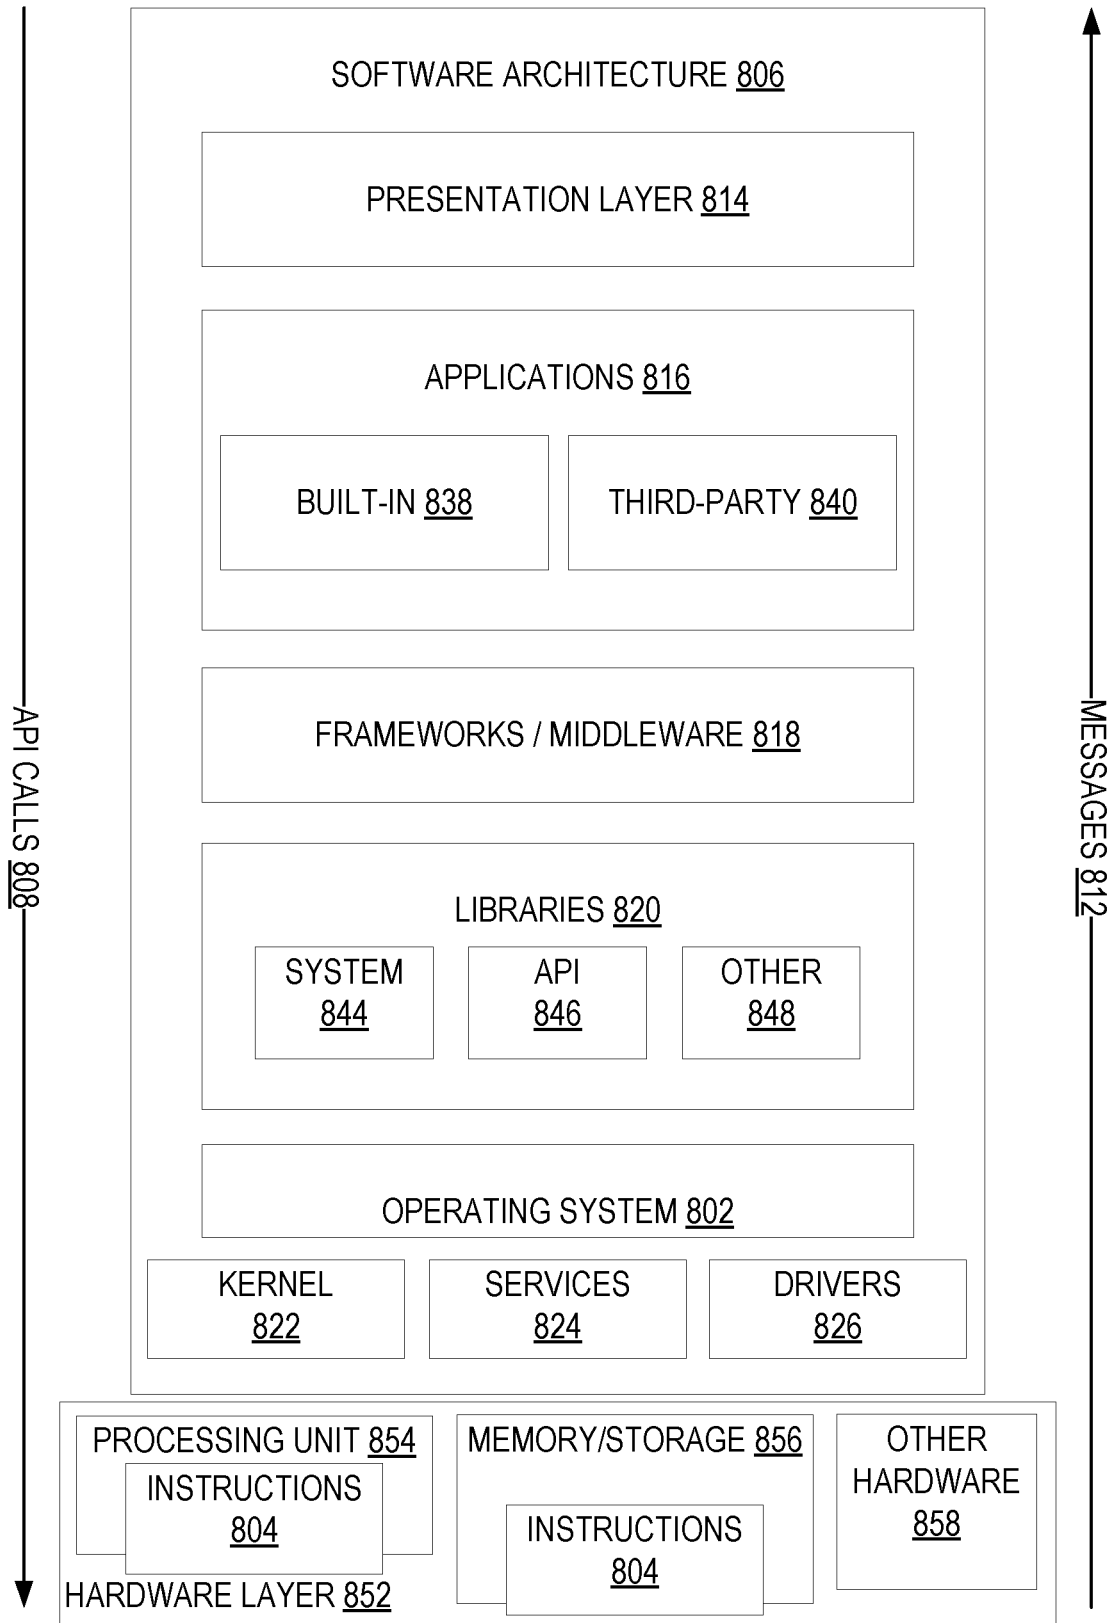 SOFTWARE ARCHITECTURE 806
PRESENTATION LAYER 814
APPLICATIONS 816
BUILT-IN 838
THIRD-PARTY 840
FRAMEWORKS / MIDDLEWARE 818
API CALLS 808
MESSAGES 812
LIBRARIES 820
SYSTEM
844
API
846
OTHER
848
OPERATING SYSTEM 802
KERNEL
822
SERVICES
824
DRIVERS
826
PROCESSING UNIT 854
INSTRUCTIONS
804
MEMORY/STORAGE 856
INSTRUCTIONS
804
OTHER
HARDWARE
858
HARDWARE LAYER 852